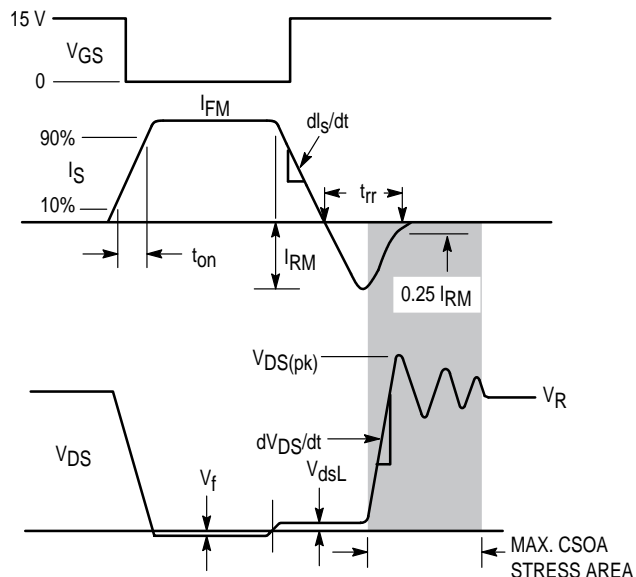 15 V
VGS
0
IFM
90%
dIs/dt
IS
trr
10%
ton
IRM
0.25 IRM
VDS(pk)
VR
dVDS/dt
VDS
Vf
VdsL
MAX. CSOA
STRESS AREA